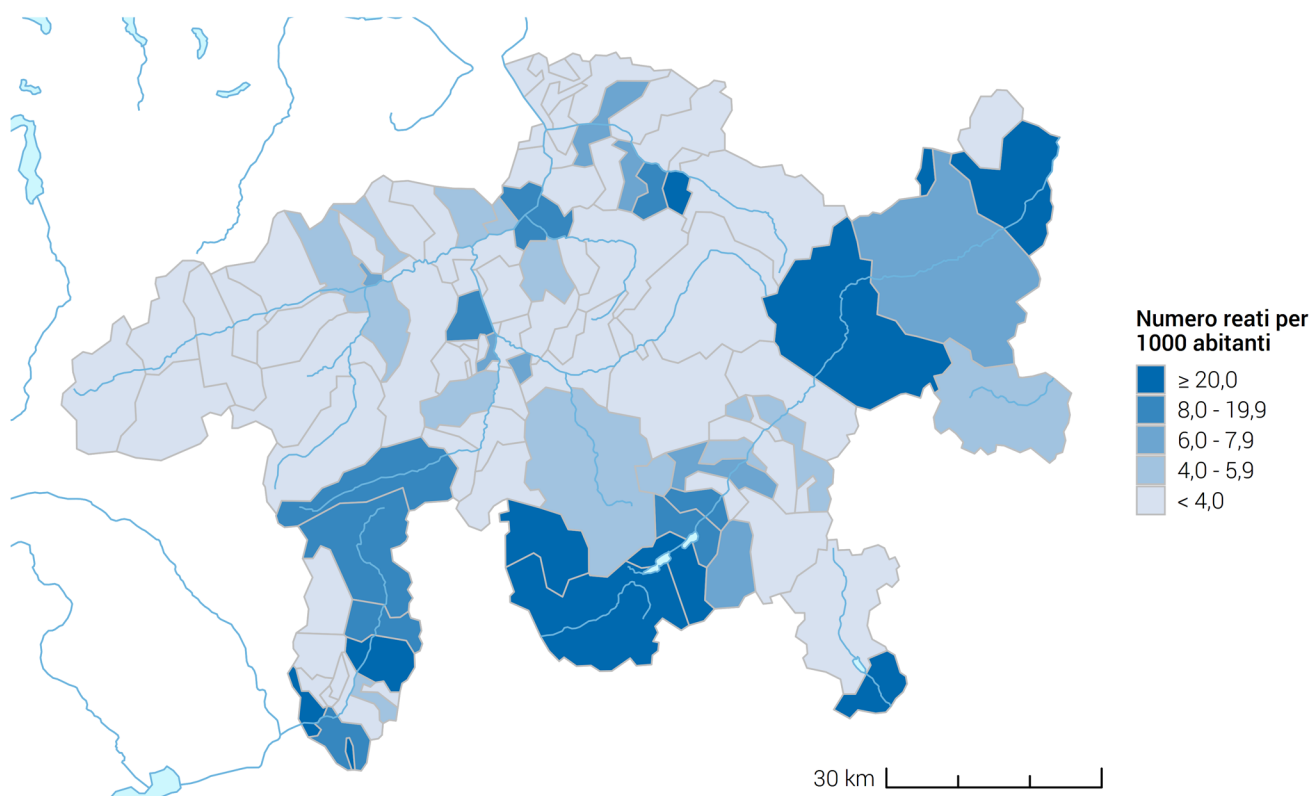 Numero reati per
1000 abitanti
≥ 20,0
8,0 - 19,9
6,0 - 7,9
4,0 - 5,9
< 4,0
30 km